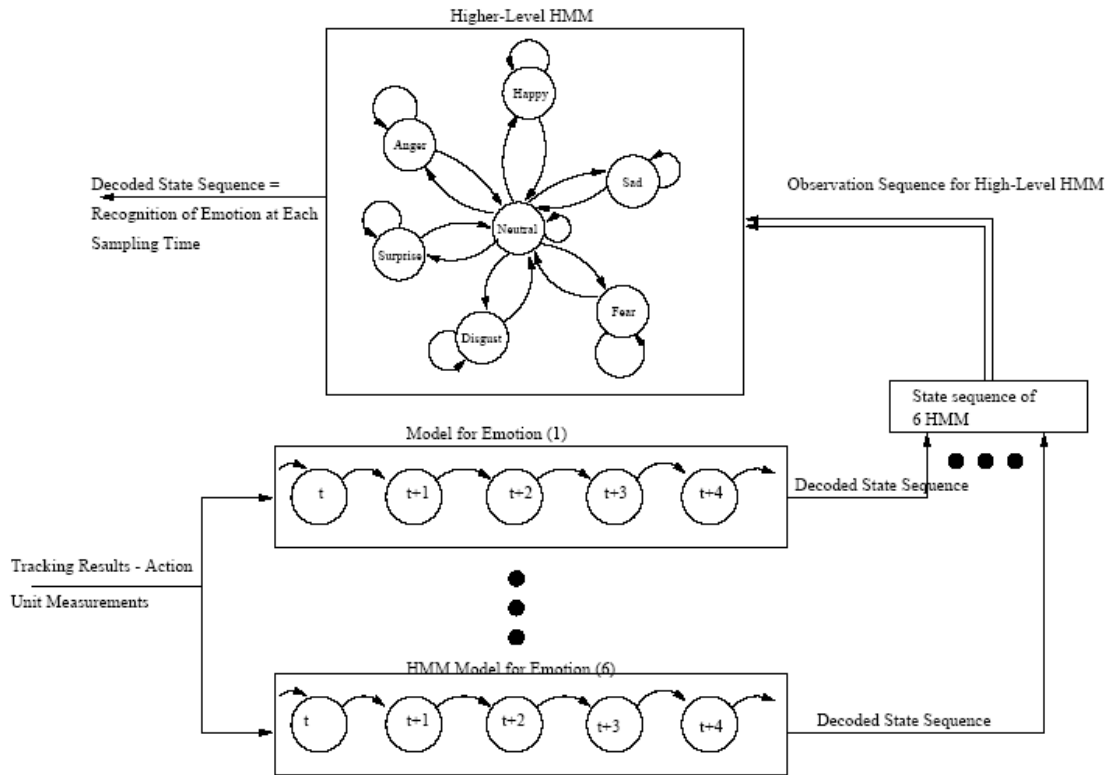 Higher-Level HMM
Happy
Anger
Sad
Neutral
Surprise
Fear
Disgust
Decoded State Sequence =
Recognition of Emotion at Each
Sampling Time
Observation Sequence for High-Level HMM
State sequence of
6 HMM
Model for Emotion (1)
t
t+1
t+2
t+3
t+4
Decoded State Sequence
Tracking Results - Action
Unit Measurements
HMM Model for Emotion (6)
t
t+1
t+2
t+3
t+4
Decoded State Sequence